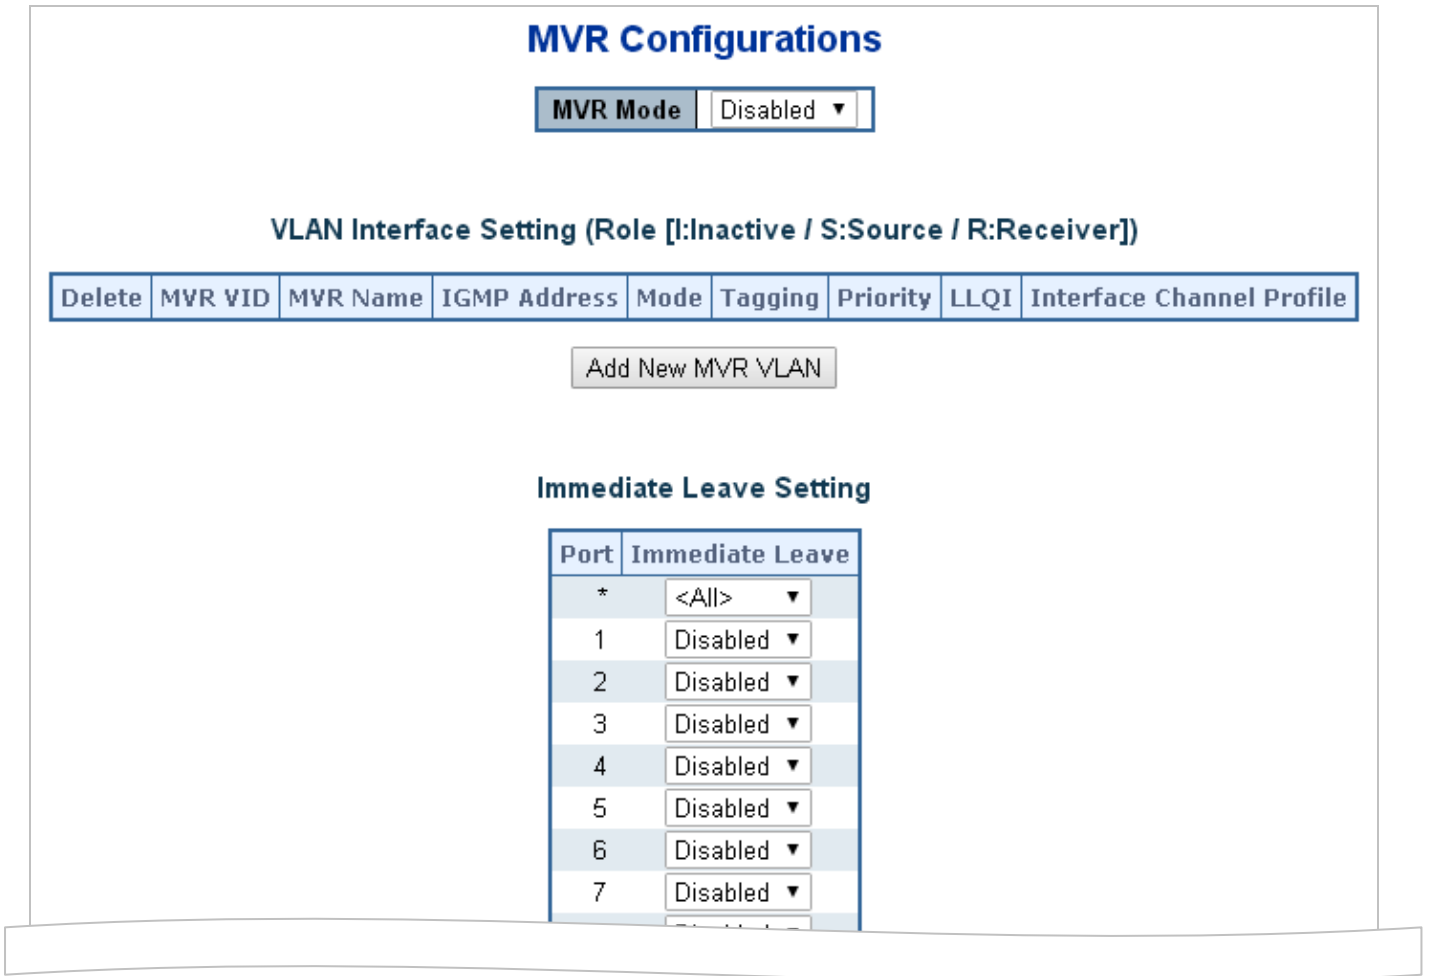 MVR Configurations
MVR Mode Disabled
VLAN Interface Setting (Role [I:Inactive / S:Source / R:Receiver])
Delete MVR VID MVR Name IGMP Address Mode Tagging Priority LLQI Interface Channel Profile
Add New MVR VLAN
Immediate Leave Setting
Port Immediate Leave
* <All>
1 Disabled
2 Disabled
3 Disabled
4 Disabled
5 Disabled
6 Disabled
7 Disabled